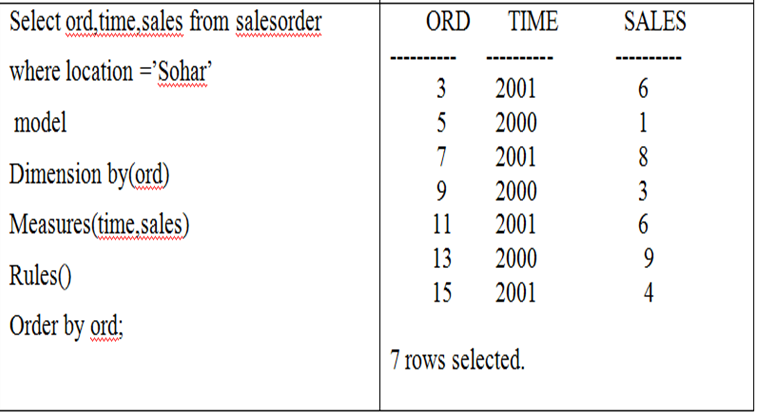 Select ord,time,sales from salesorder
where location =’Sohar’
model
Dimension by(ord)
Measures(time,sales)
Rules()
Order by ord;
ORD TIME SALES
---------- ---------- ----------
3 2001 6
5 2000 1
7 2001 8
9 2000 3
11 2001 6
13 2000 9
15 2001 4
7 rows selected.